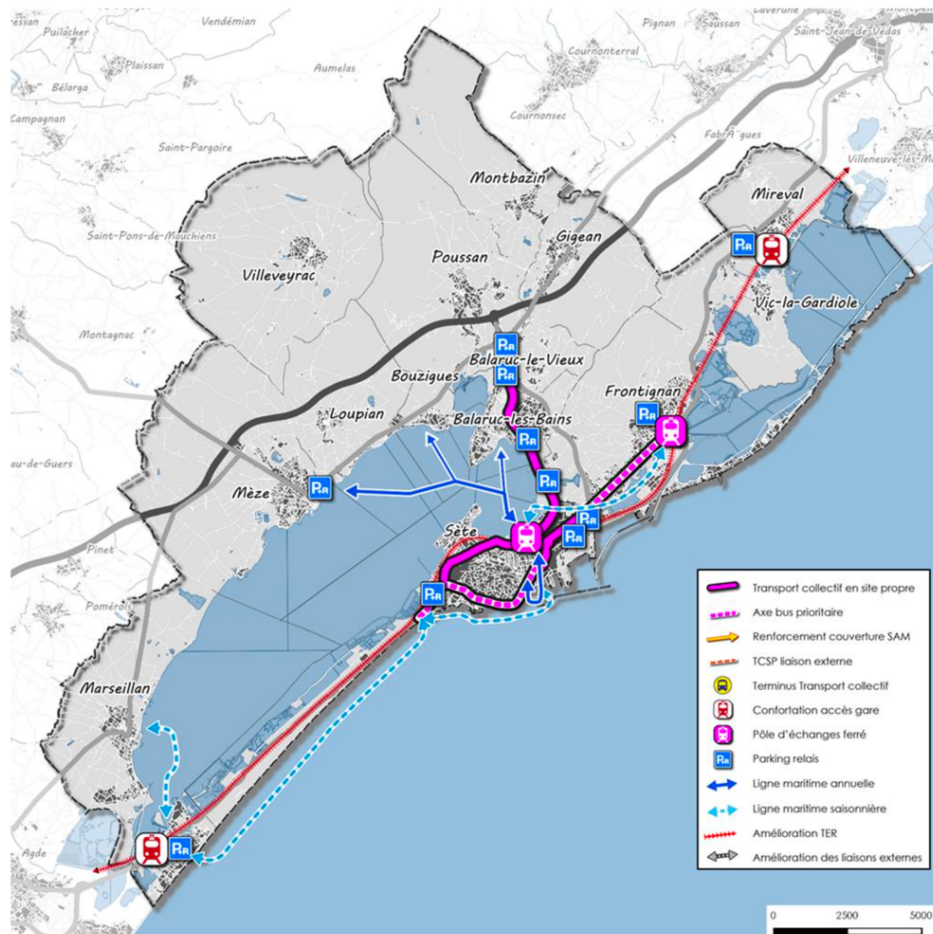 Vendémian
Pignan
Saussan
Puilacher
Saint-Jean-de-Védas
Plaissan
Cournonterral
Bélarga
Aumelas
Campagnan
Cournonsec
Saint-Pargoire
Montbazin
Mireval
Gigean
Saint-Pons-de-Mauchiens
Poussan
Villeveyrac
Vic-la-Gardiole
Montagnac
Balaruc-le-Vieux
Bouzigues
Frontignan
Loupian
Balaruc-les-Bains
Mèze
Sète
Pinet
Pomérols
Marseillan
Agde
Transport collectif en site propre
Axe bus prioritaire
Renforcement couverture SAM
TCSP liaison externe
Terminus Transport collectif
Confortation accès gare
Pôle d'échanges ferré
Parking relais
Ligne maritime annuelle
Ligne maritime saisonnière
Amélioration TER
Amélioration des liaisons externes
0 2500 5000